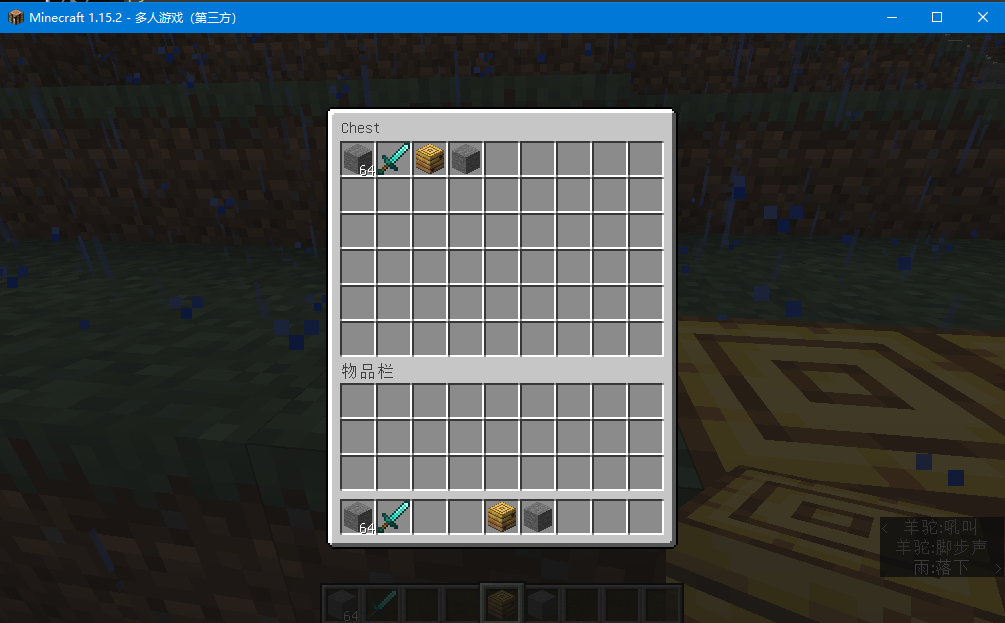 Minecraft 1.15.2 - 多人游戏（第三方）
Chest
64
物品栏
64
< 羊驼:吼叫
羊驼:脚步声
雨:落下 >
64